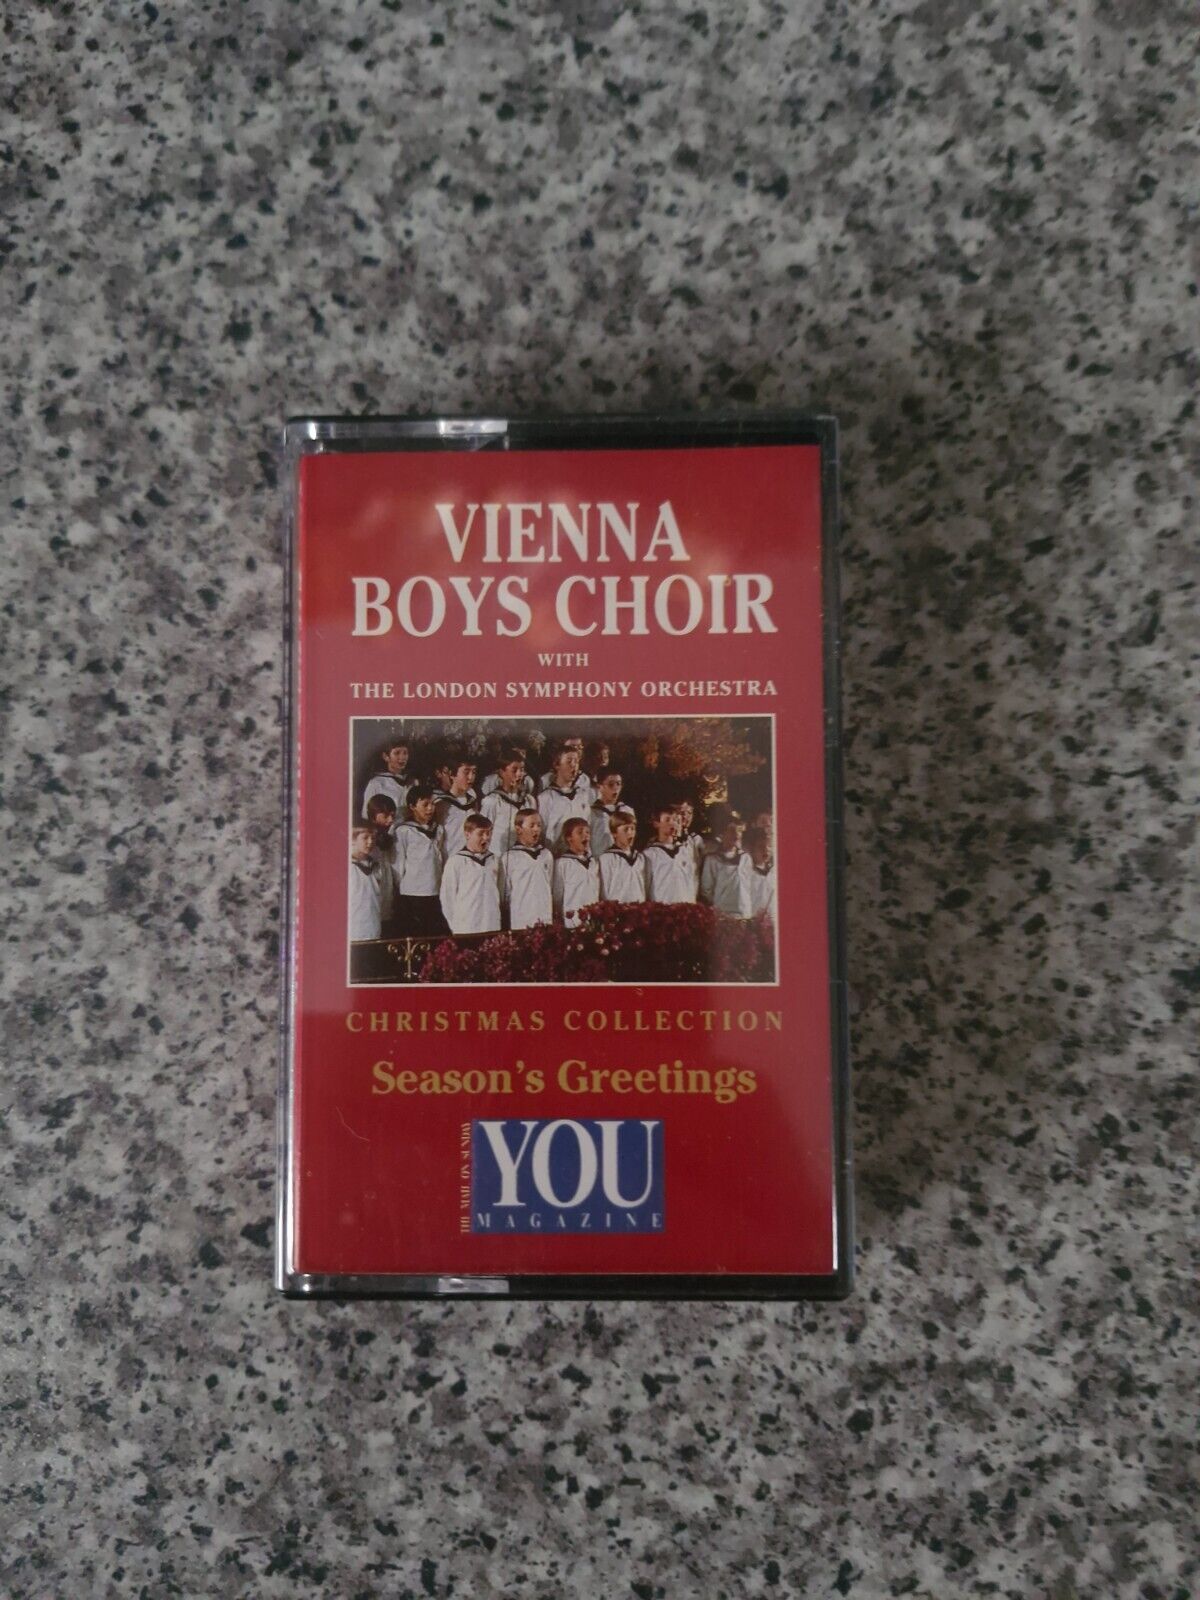 VIENNA
BOYS CHOIR
WITH
THE LONDON SYMPHONY ORCHESTRA
CHRISTMAS COLLECTION
Season's Greetings
THE MAIL ON SUNDAY
YOU
MAGAZINE